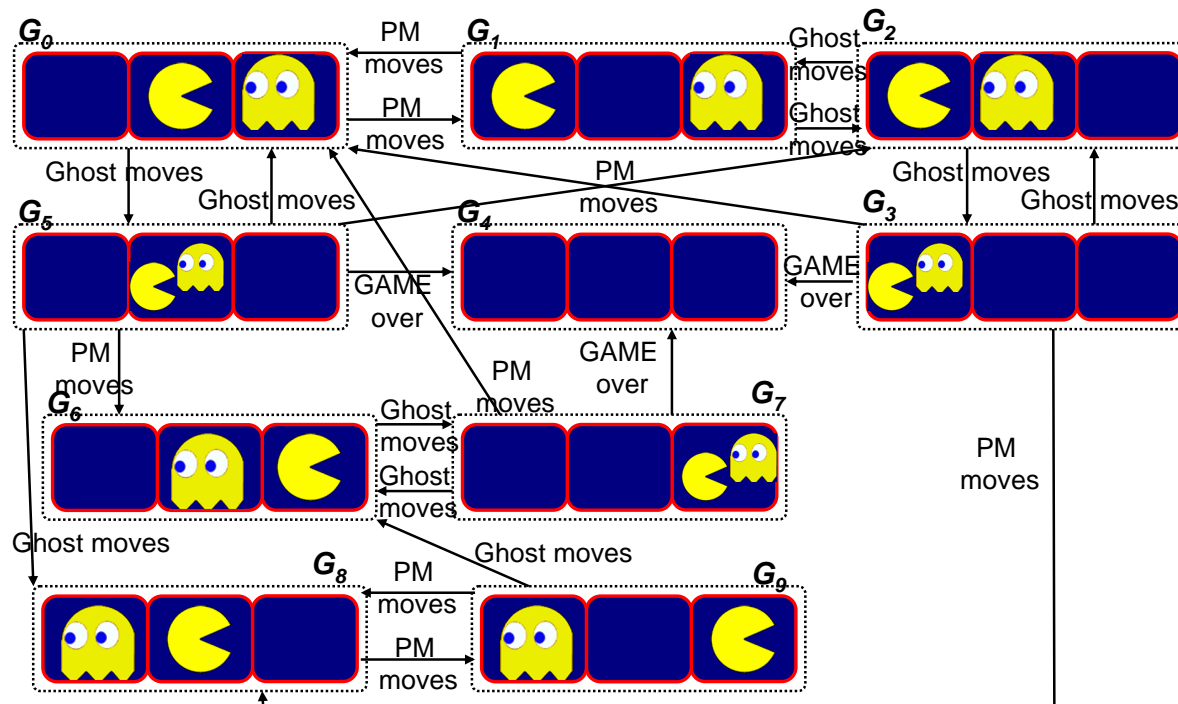 G0
PM
moves
G1
Ghost
moves
G2
PM
moves
Ghost
moves
Ghost moves
Ghost moves
PM
moves
Ghost moves
Ghost moves
G5
G4
G3
GAME
over
GAME
over
PM
moves
GAME
over
PM
moves
G6
Ghost
moves
G7
Ghost
moves
PM
moves
Ghost moves
Ghost moves
G8
PM
moves
G9
PM
moves